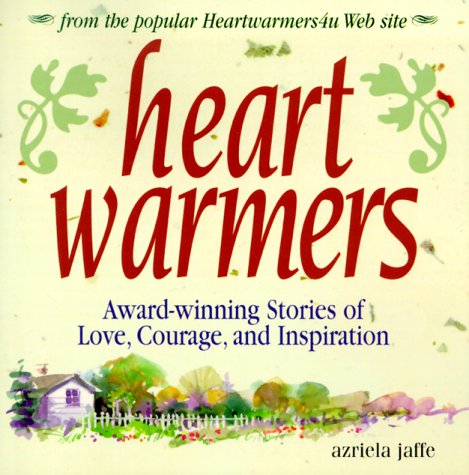 from the popular Heartwarmers4u Web site
heart
warmers
Award-winning Stories of
Love, Courage, and Inspiration
azriela jaffe